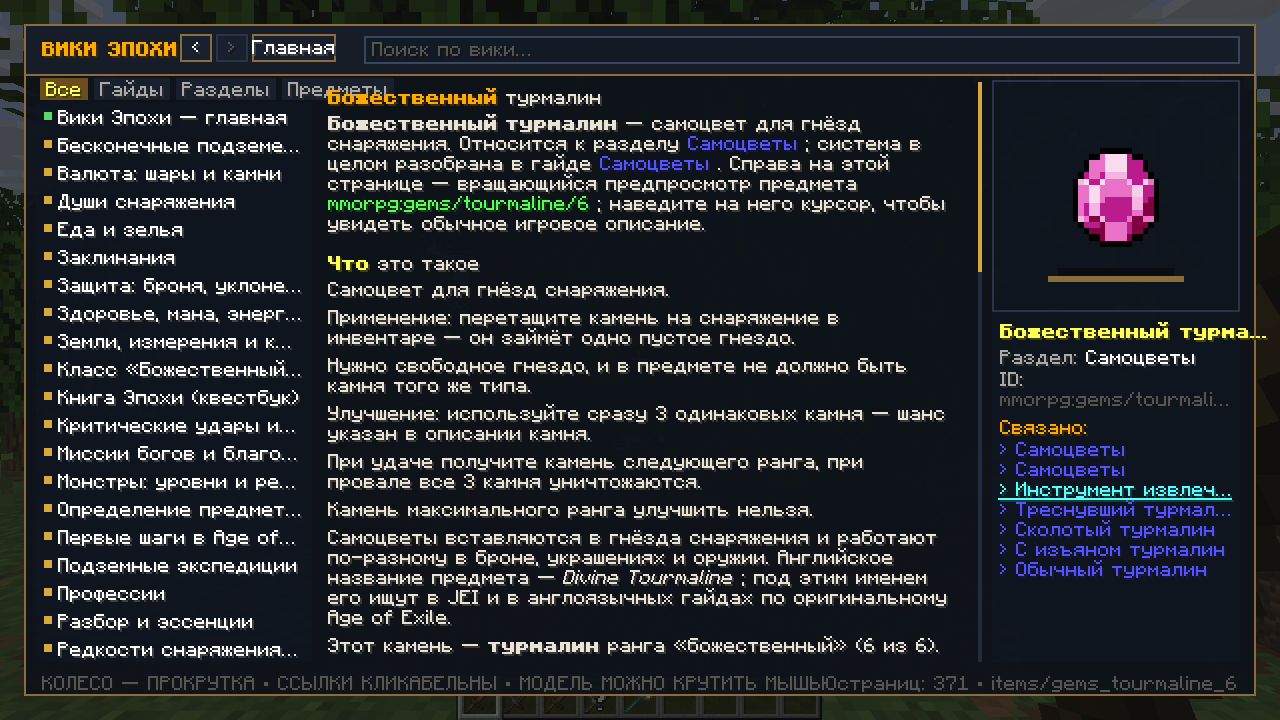 ВИКИ ЭПОХИ < > Главная Поиск по вики...
Все Гайды Разделы Предметы
Вики Эпохи — главная
Бесконечные подземе...
Валюта: шары и камни
Души снаряжения
Еда и зелья
Заклинания
Защита: броня, уклоне...
Здоровье, мана, энерг...
Земли, измерения и к...
Класс «Божественный...
Книга Эпохи (квестбук)
Критические удары и...
Миссии богов и благо...
Монстры: уровни и ре...
Определение предмет...
Первые шаги в Age of...
Подземные экспедиции
Профессии
Разбор и эссенции
Редкости снаряжения...
Божественный турмалин
Божественный турмалин — самоцвет для гнёзд
снаряжения. Относится к разделу Самоцветы ; система в
целом разобрана в гайде Самоцветы . Справа на этой
странице — вращающийся предпросмотр предмета
mmorpg:gems/tourmaline/6 ; наведите на него курсор, чтобы
увидеть обычное игровое описание.
Что это такое
Самоцвет для гнёзд снаряжения.
Применение: перетащите камень на снаряжение в
инвентаре — он займёт одно пустое гнездо.
Нужно свободное гнездо, и в предмете не должно быть
камня того же типа.
Улучшение: используйте сразу 3 одинаковых камня — шанс
указан в описании камня.
При удаче получите камень следующего ранга, при
провале все 3 камня уничтожаются.
Камень максимального ранга улучшить нельзя.
Самоцветы вставляются в гнёзда снаряжения и работают
по-разному в броне, украшениях и оружии. Английское
название предмета — Divine Tourmaline ; под этим именем
его ищут в JEI и в англоязычных гайдах по оригинальному
Age of Exile.
Этот камень — турмалин ранга «божественный» (6 из 6).
Божественный турма...
Раздел: Самоцветы
ID:
mmorpg:gems/tourmali...
Связано:
> Самоцветы
> Самоцветы
> Инструмент извлеч...
> Треснувший турмал...
> Сколотый турмалин
> С изъяном турмалин
> Обычный турмалин
КОЛЕСО — ПРОКРУТКА • ССЫЛКИ КЛИКАБЕЛЬНЫ • МОДЕЛЬ МОЖНО КРУТИТЬ МЫШЬЮ
страниц: 371 • items/gems_tourmaline_6